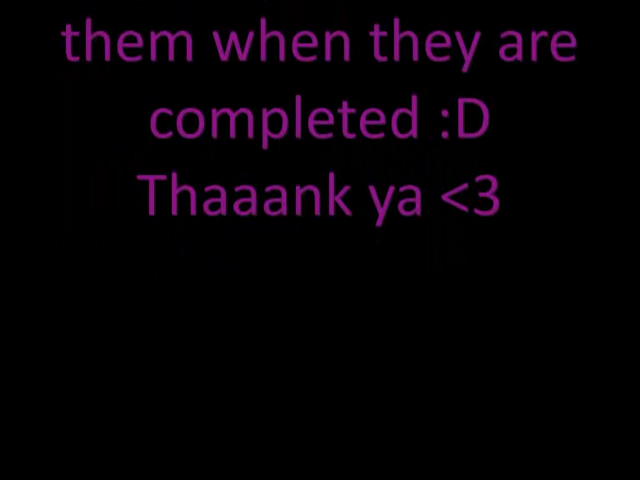 them when they are
completed :D
Thaaank ya <3